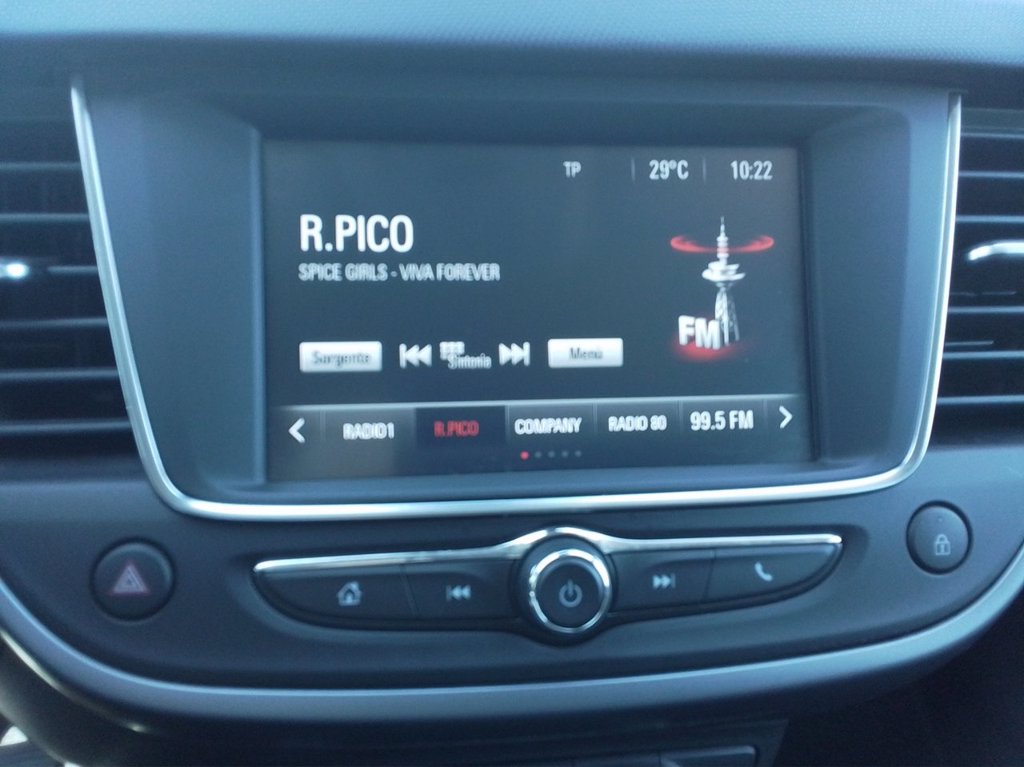 TP 29°C 10:22
R.PICO
SPICE GIRLS - VIVA FOREVER
FM
Sorgente Sintonia Menù
RADIO1 R.PICO COMPANY RADIO 80 99.5 FM